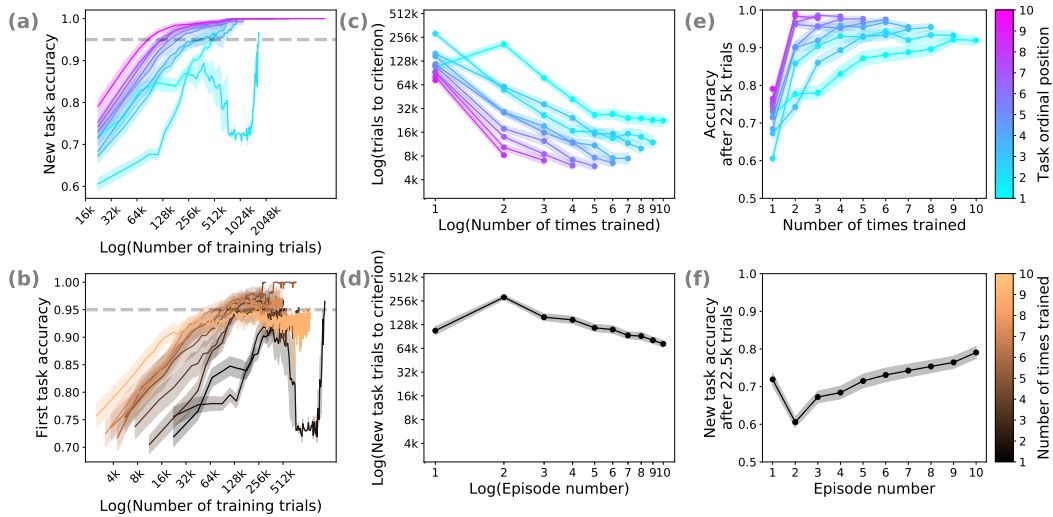 (a)
New task accuracy
1.0
0.9
0.8
0.7
0.6
16k 32k 64k 128k 256k 512k 1024k 2048k
Log(Number of training trials)
(c)
Log(trials to criterion)
512k
256k
128k
64k
32k
16k
8k
4k
1 2 3 4 5 6 7 8 9 10
Log(Number of times trained)
(e)
Accuracy
after 22.5k trials
1.0
0.9
0.8
0.7
0.6
0.5
1 2 3 4 5 6 7 8 9 10
Number of times trained
10
9
8
7
6
5
4
3
2
1
Task ordinal position
(b)
First task accuracy
1.00
0.95
0.90
0.85
0.80
0.75
0.70
4k 8k 16k 32k 64k 128k 256k 512k
Log(Number of training trials)
(d)
Log(New task trials to criterion)
512k
256k
128k
64k
32k
16k
8k
4k
1 2 3 4 5 6 7 8 9 10
Log(Episode number)
(f)
New task accuracy
after 22.5k trials
1.0
0.9
0.8
0.7
0.6
0.5
1 2 3 4 5 6 7 8 9 10
Episode number
10
9
8
7
6
5
4
3
2
1
Number of times trained